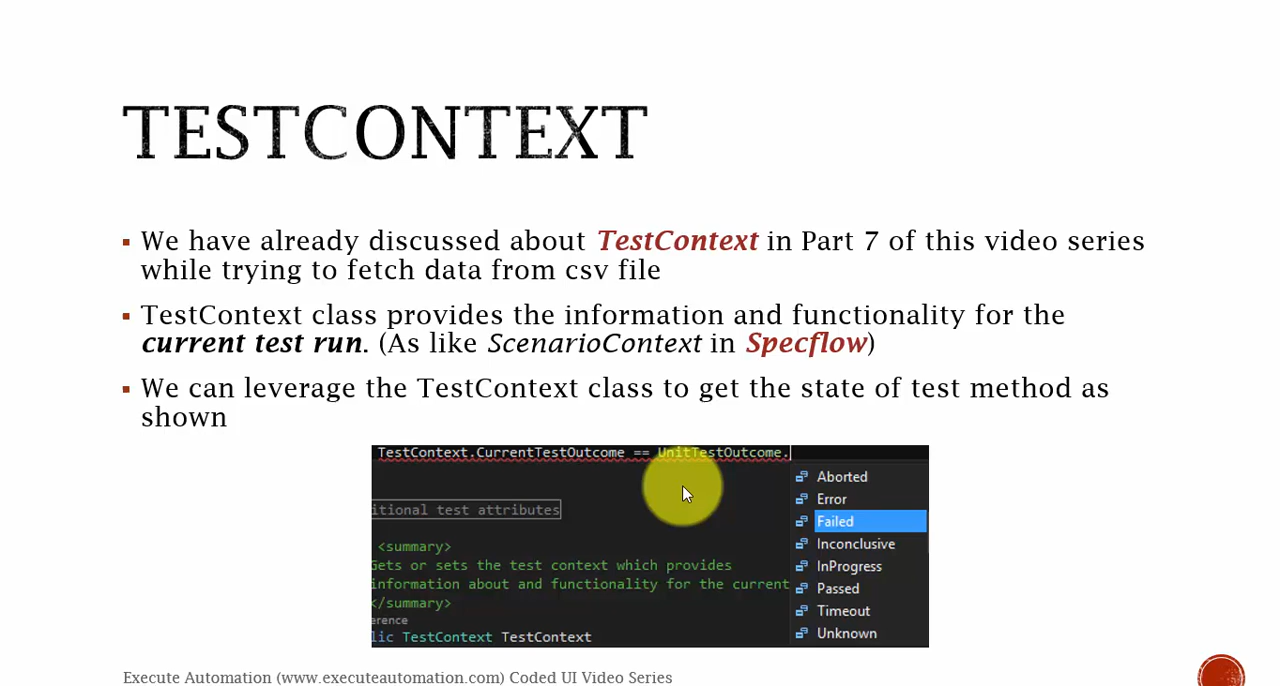 TESTCONTEXT
▪ We have already discussed about TestContext in Part 7 of this video series
while trying to fetch data from csv file
▪ TestContext class provides the information and functionality for the
current test run. (As like ScenarioContext in Specflow)
▪ We can leverage the TestContext class to get the state of test method as
shown
TestContext.CurrentTestOutcome == UnitTestOutcome.
Aborted
Error
Failed
Inconclusive
InProgress
Passed
Timeout
Unknown
itional test attributes
<summary>
Gets or sets the test context which provides
information about and functionality for the current
</summary>
erence
lic TestContext TestContext
Execute Automation (www.executeautomation.com) Coded UI Video Series